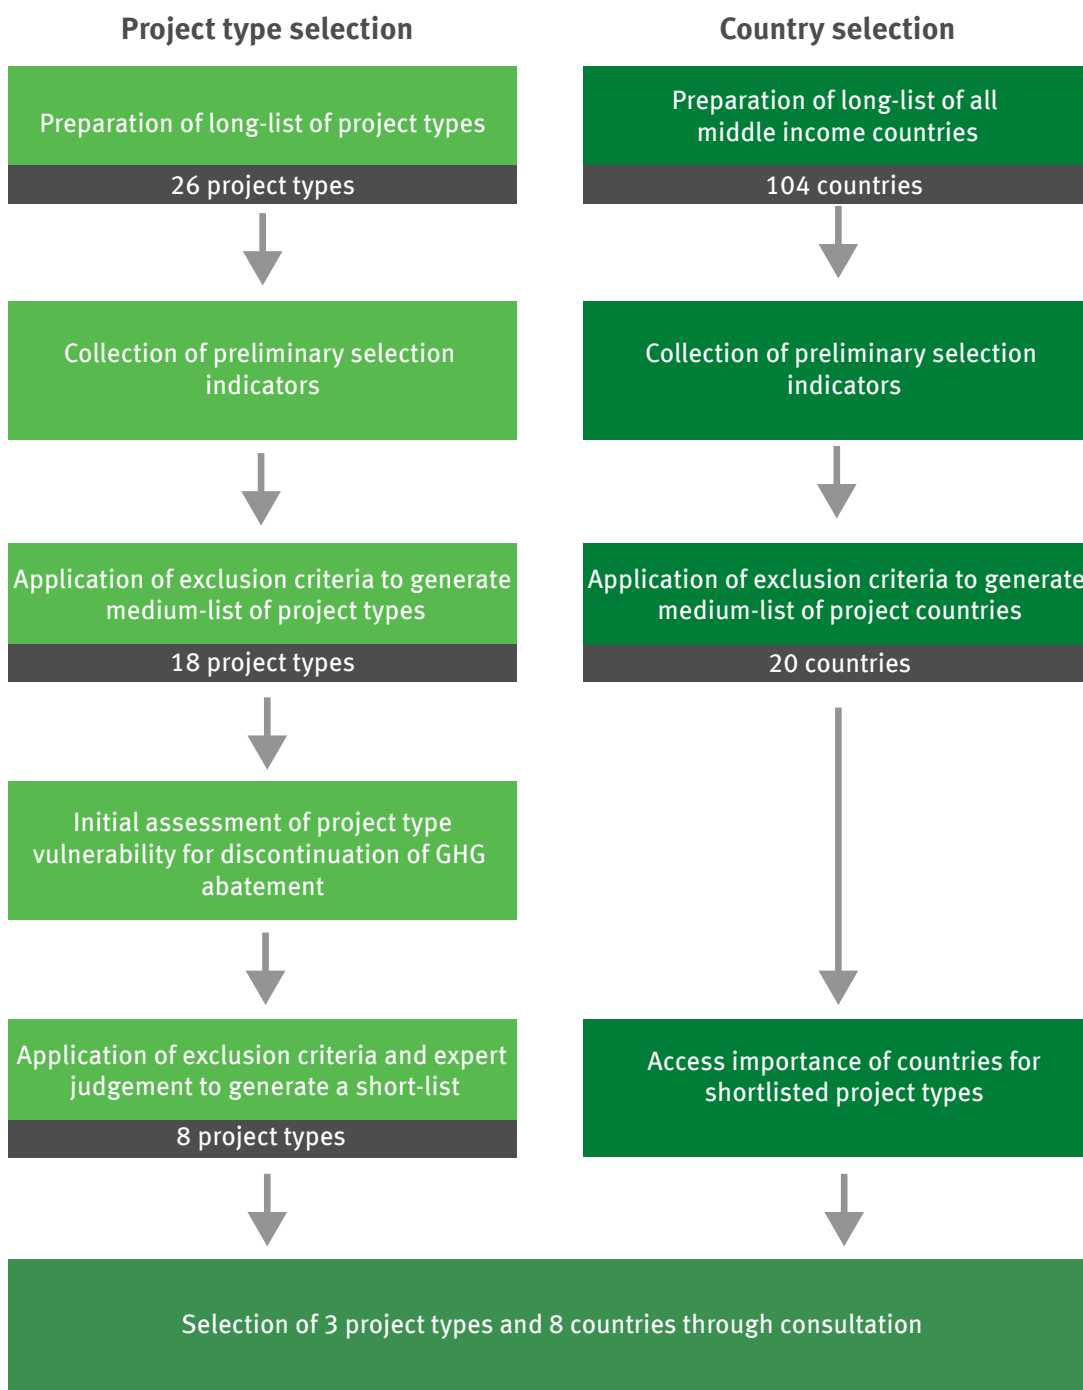 Project type selection
Country selection
Preparation of long-list of project types
26 project types
Preparation of long-list of all
middle income countries
104 countries
Collection of preliminary selection
indicators
Collection of preliminary selection
indicators
Application of exclusion criteria to generate
medium-list of project types
18 project types
Application of exclusion criteria to generate
medium-list of project countries
20 countries
Initial assessment of project type
vulnerability for discontinuation of GHG
abatement
Application of exclusion criteria and expert
judgement to generate a short-list
8 project types
Access importance of countries for
shortlisted project types
Selection of 3 project types and 8 countries through consultation